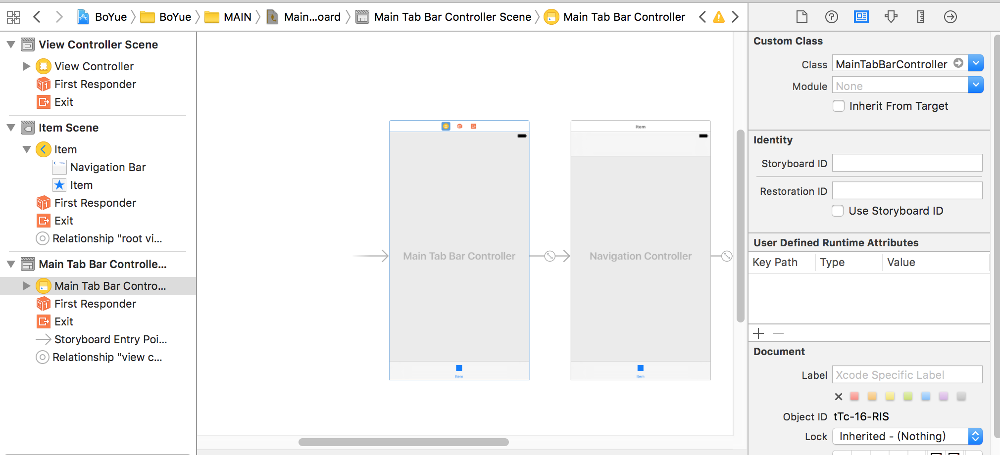 BoYue
BoYue
MAIN
Main...oard
Main Tab Bar Controller Scene
Main Tab Bar Controller
View Controller Scene
View Controller
First Responder
Exit
Item Scene
Item
Navigation Bar
Item
First Responder
Exit
Relationship "root vi...
Main Tab Bar Controlle...
Main Tab Bar Contro...
First Responder
Exit
Storyboard Entry Poi...
Relationship "view c...
Main Tab Bar Controller
Item
Item
Navigation Controller
Item
Custom Class
Class MainTabBarController
Module None
Inherit From Target
Identity
Storyboard ID
Restoration ID
Use Storyboard ID
User Defined Runtime Attributes
Key Path Type Value
Document
Label Xcode Specific Label
Object ID tTc-16-RIS
Lock Inherited - (Nothing)